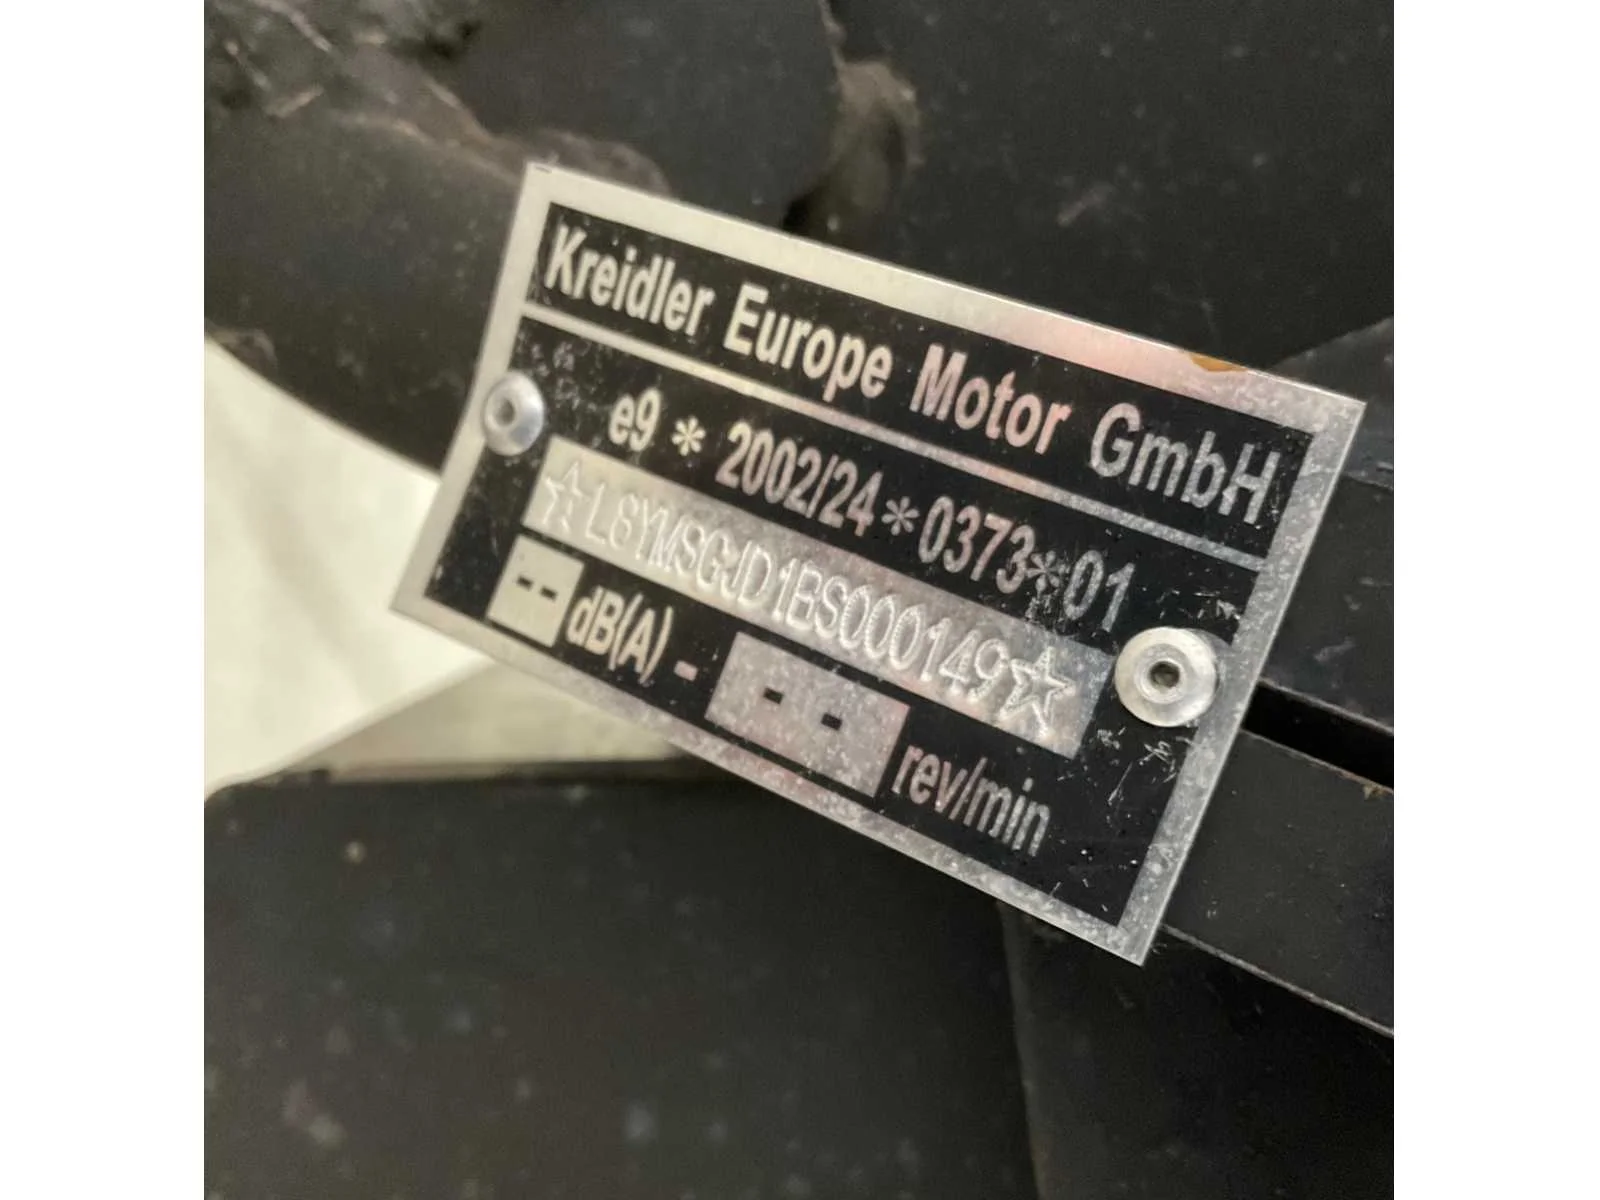 Kreidler Europe Motor GmbH
e9 * 2002/24 * 0373 * 01
☆L8YMSGJD1BS000149☆
-- dB(A) - -- rev/min